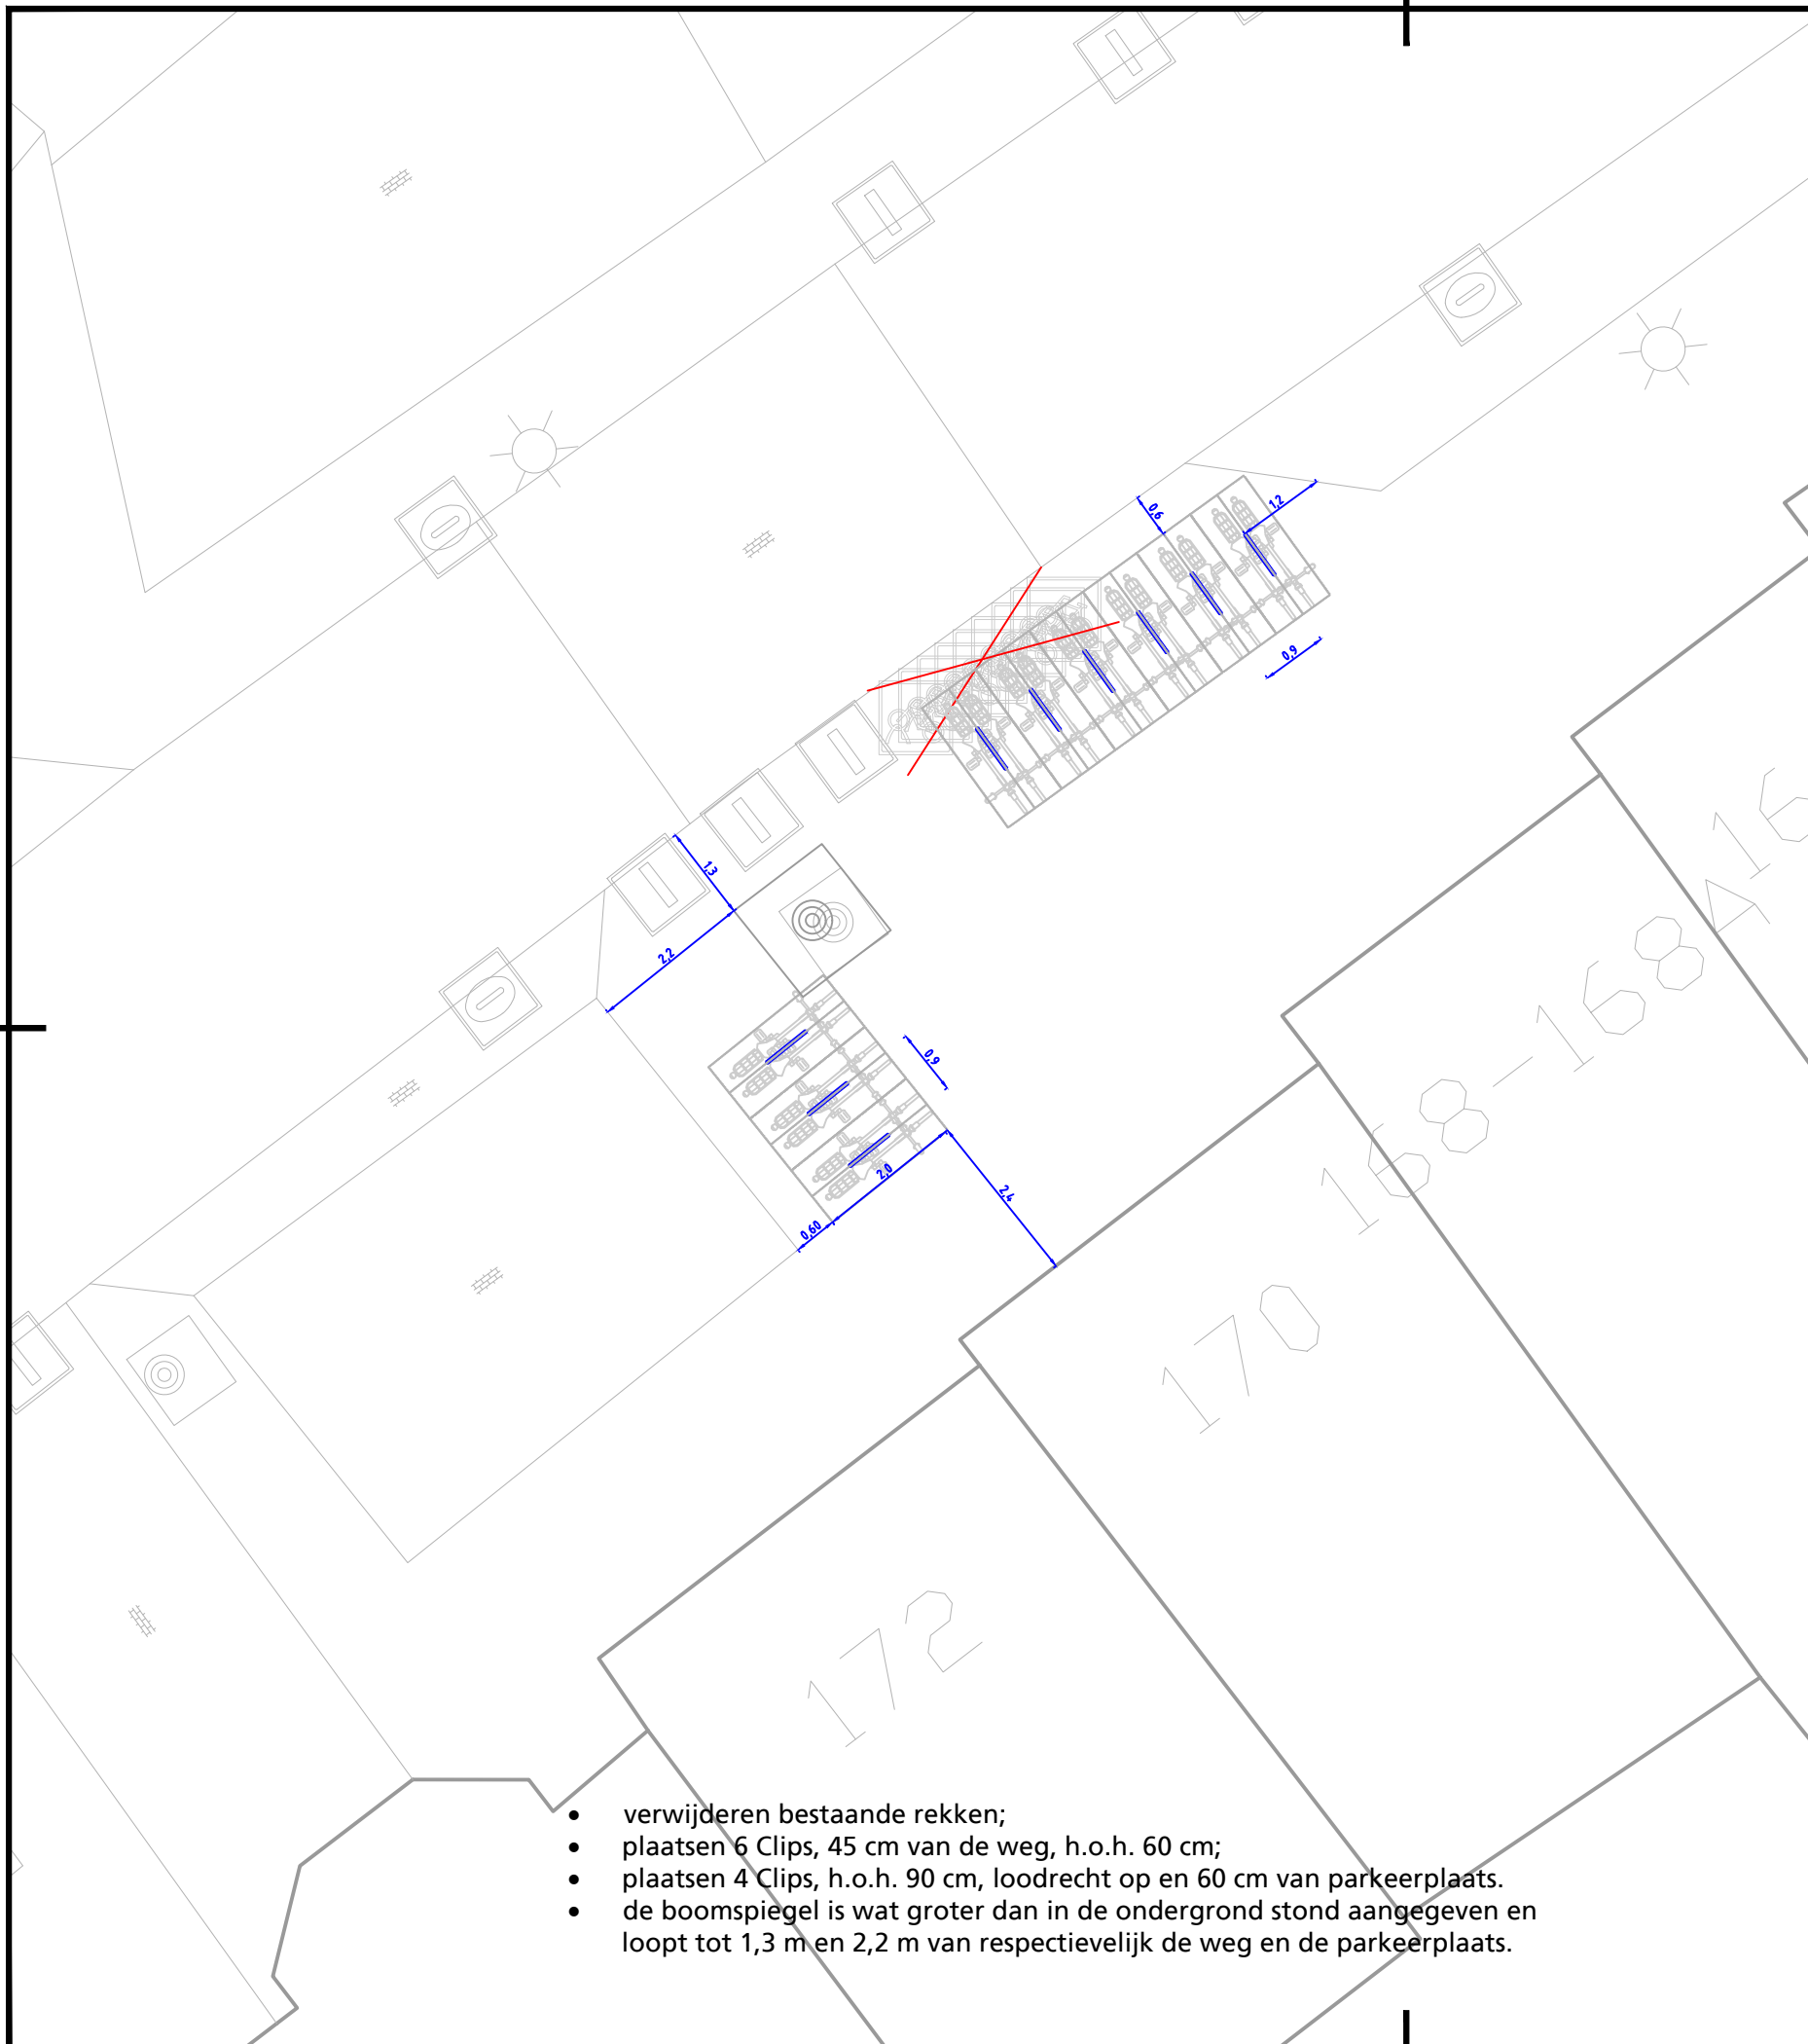 0,6
1,2
0,9
1,3
2,2
0,9
2,0
0,60
2,4
168-1-168A
170
172
• verwijderen bestaande rekken;
• plaatsen 6 Clips, 45 cm van de weg, h.o.h. 60 cm;
• plaatsen 4 Clips, h.o.h. 90 cm, loodrecht op en 60 cm van parkeerplaats.
• de boomspiegel is wat groter dan in de ondergrond stond aangegeven en
loopt tot 1,3 m en 2,2 m van respectievelijk de weg en de parkeerplaats.